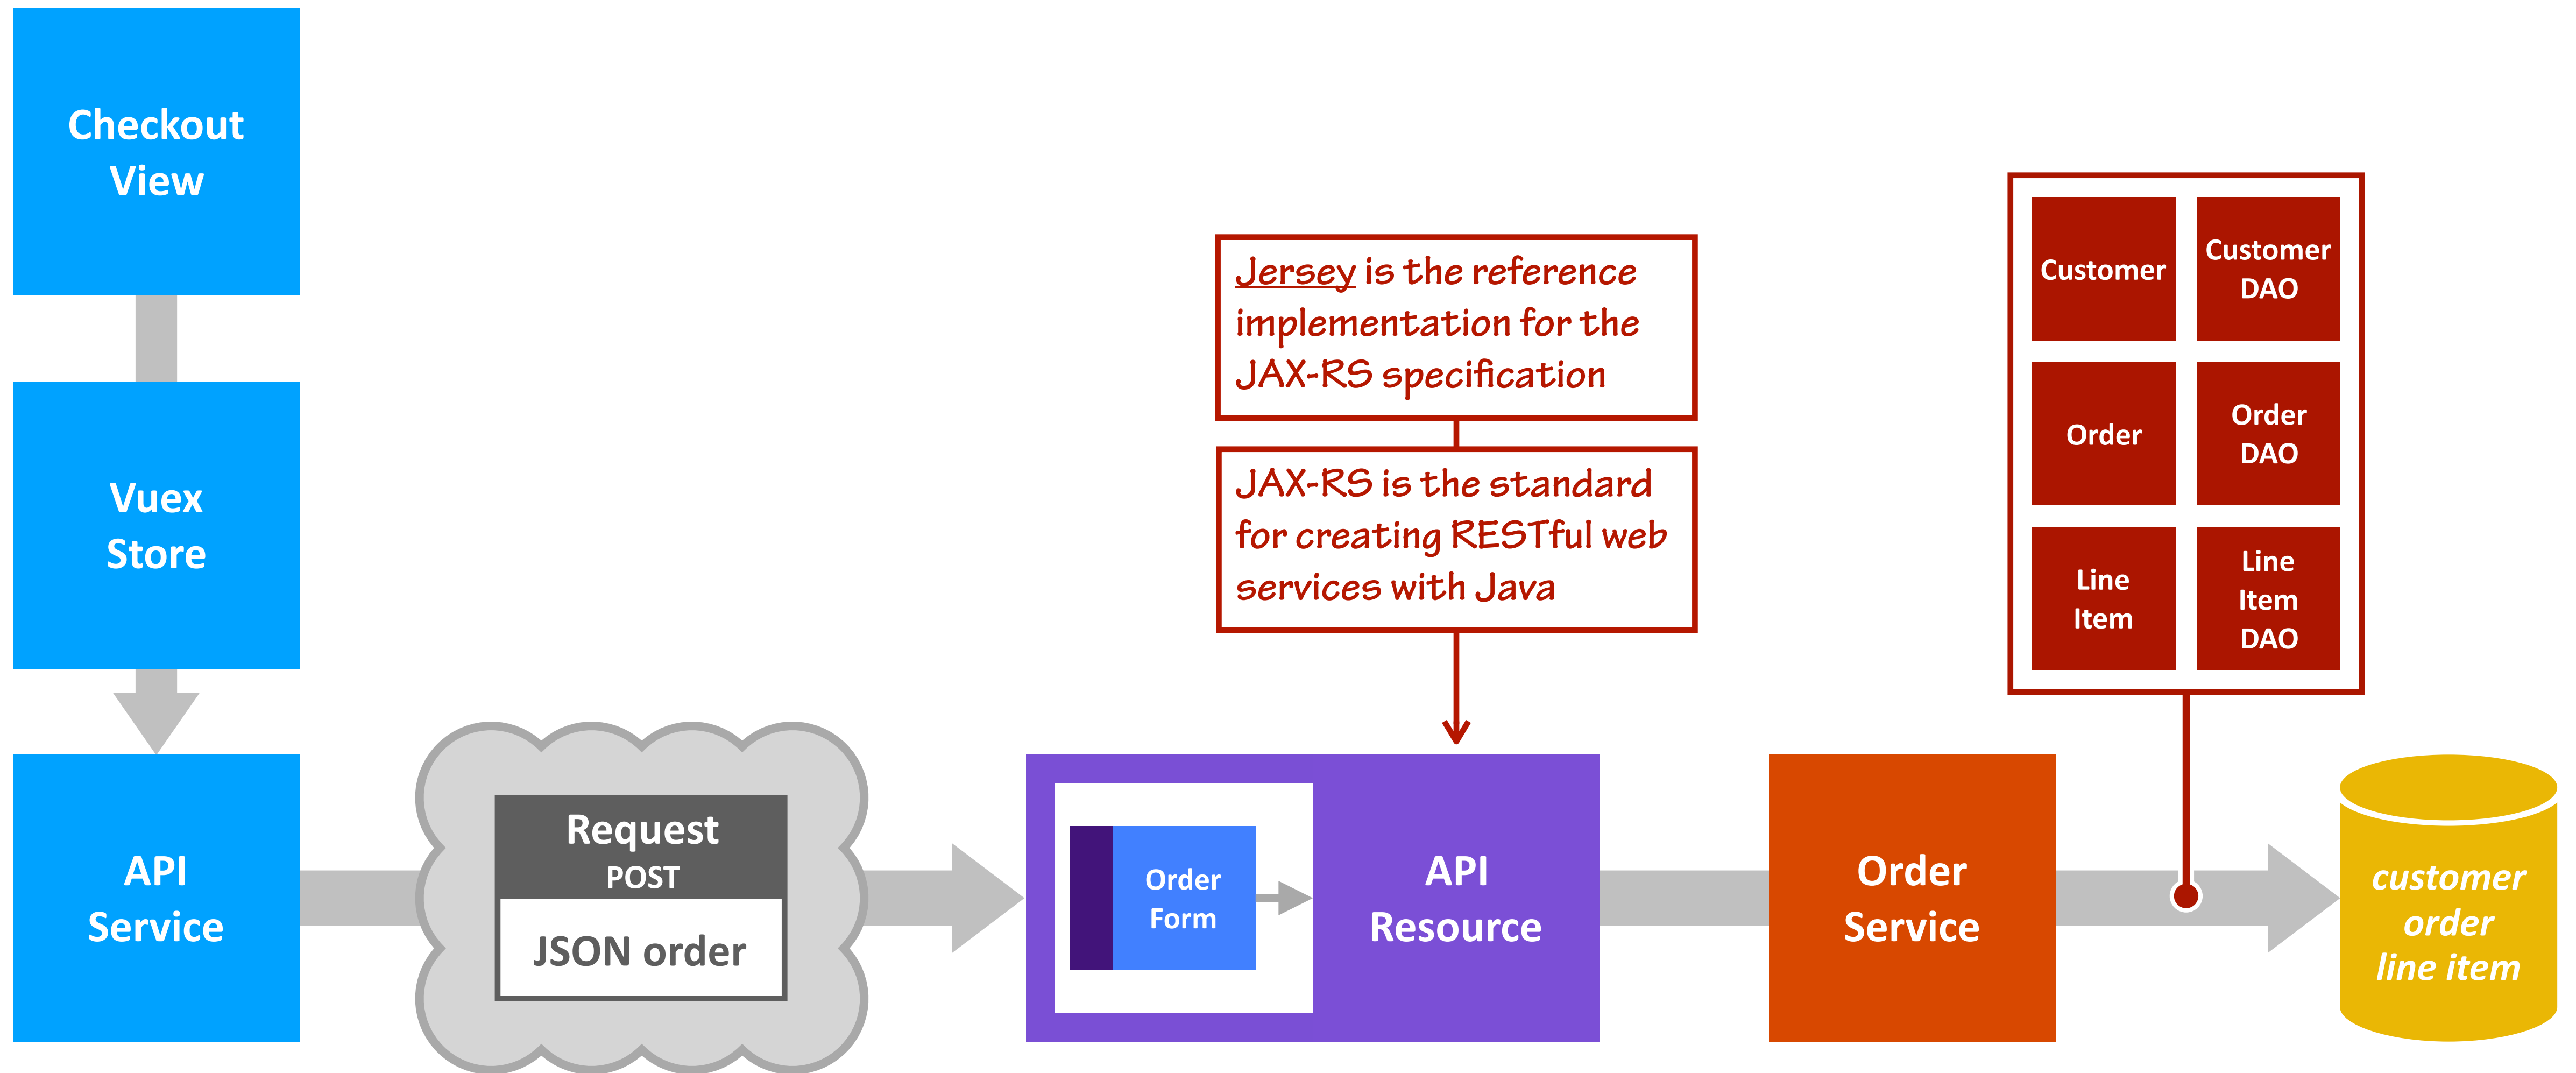 Checkout
View
Vuex
Store
API
Service
Request
POST
JSON order
Jersey is the reference
implementation for the
JAX-RS specification
JAX-RS is the standard
for creating RESTful web
services with Java
Order
Form
API
Resource
Order
Service
Customer
Customer
DAO
Order
Order
DAO
Line
Item
Line
Item
DAO
customer
order
line item